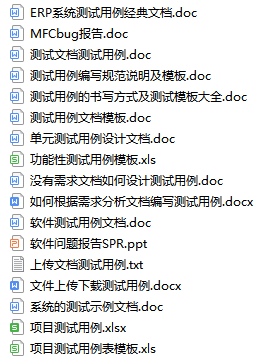 ERP系统测试用例经典文档.doc
MFCbug报告.doc
测试文档测试用例.doc
测试用例编写规范说明及模板.doc
测试用例的书写方式及测试模板大全.doc
测试用例文档模板.doc
单元测试用例设计文档.doc
功能性测试用例模板.xls
没有需求文档如何设计测试用例.doc
如何根据需求分析文档编写测试用例.docx
软件测试用例文档.doc
软件问题报告SPR.ppt
上传文档测试用例.txt
文件上传下载测试用例.docx
系统的测试示例文档.doc
项目测试用例.xlsx
项目测试用例表模板.xls